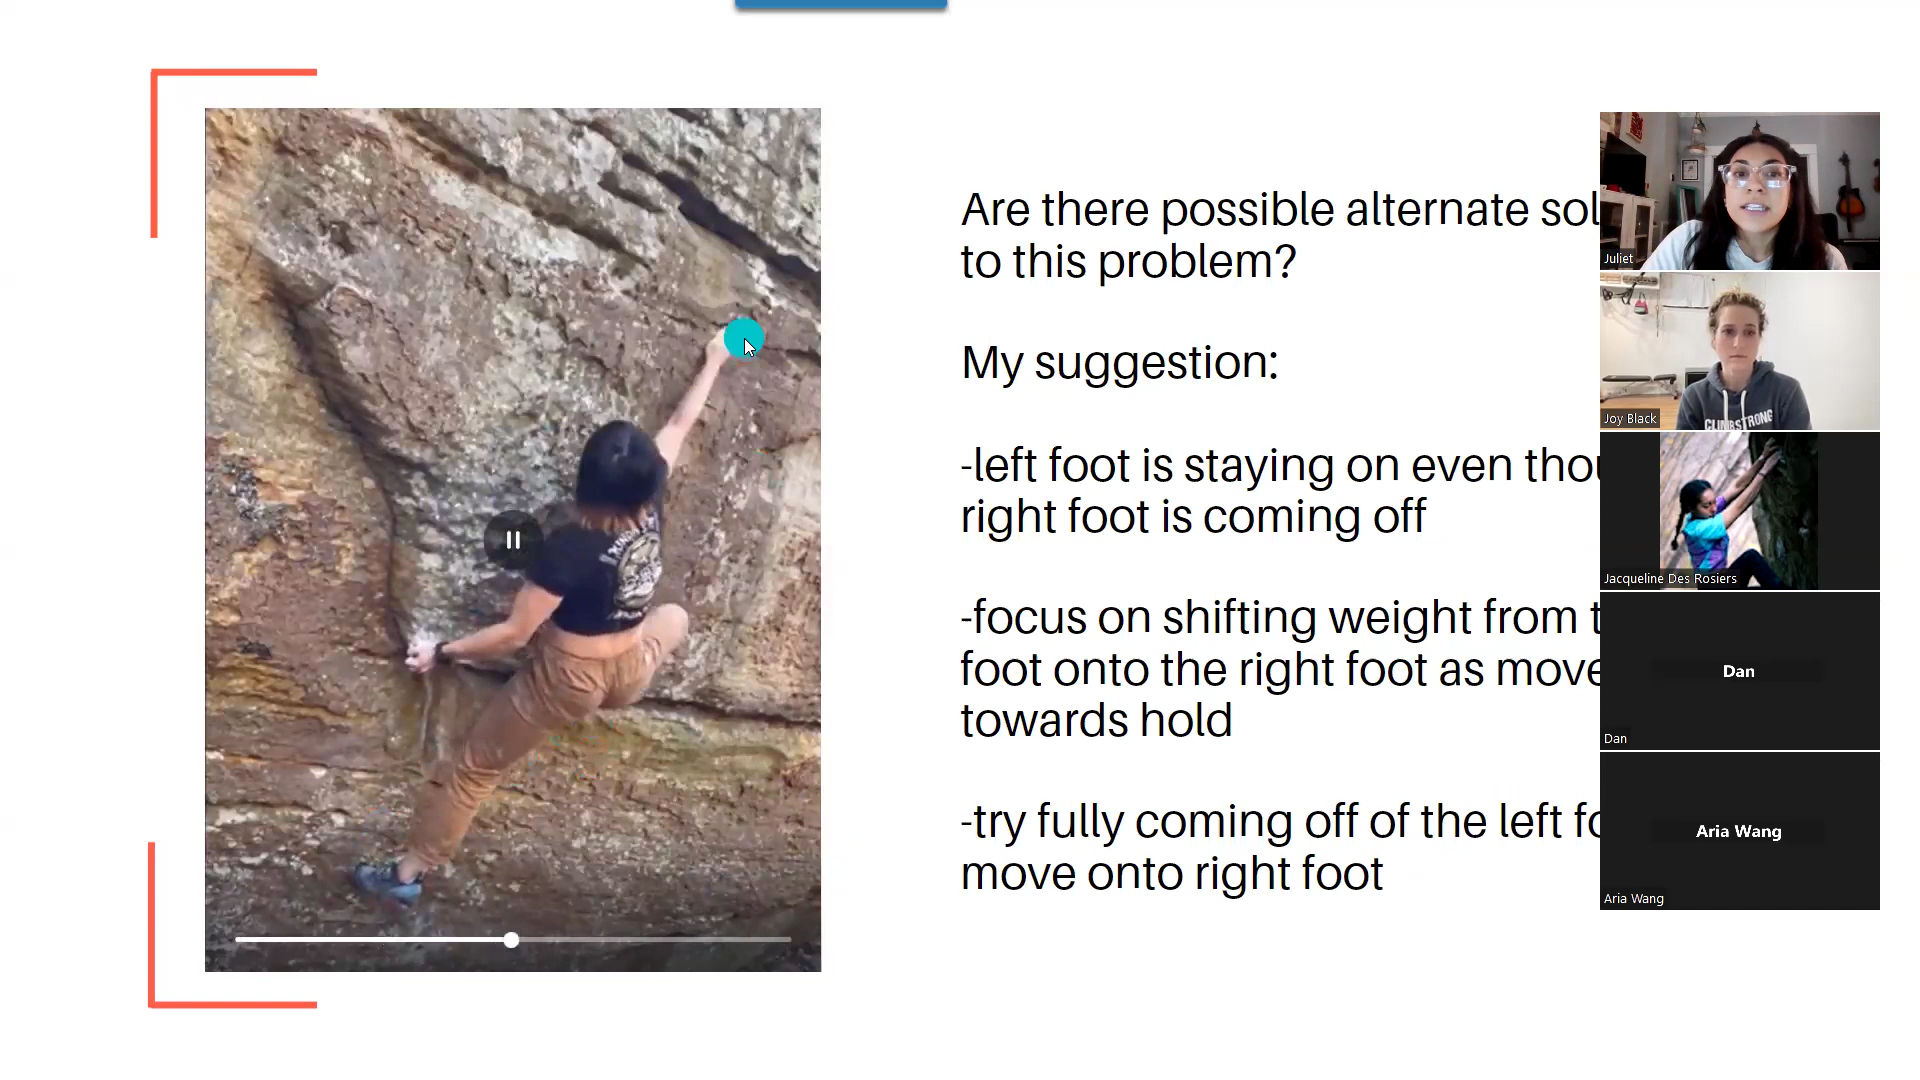 Are there possible alternate sol
to this problem?
My suggestion:
-left foot is staying on even thou
right foot is coming off
-focus on shifting weight from t
foot onto the right foot as move
towards hold
-try fully coming off of the left fo
move onto right foot
Juliet
CLIMBSTRONG
Joy Black
Jacqueline Des Rosiers
Dan
Dan
Aria Wang
Aria Wang